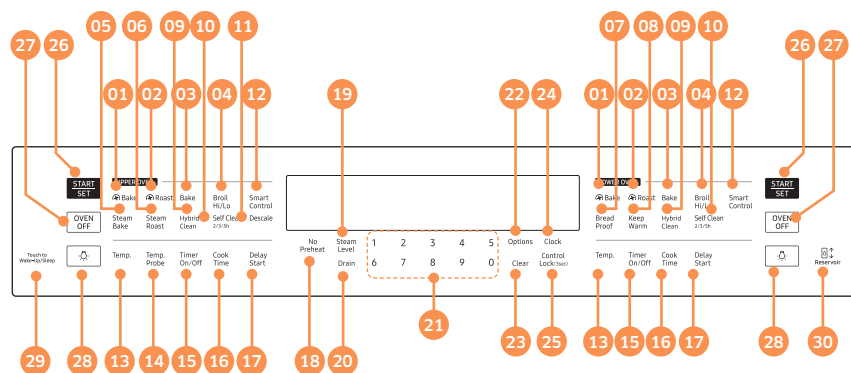 05 06 09 10 11 07 08 09 10
27 26 26 27
01 02 03 04 12 19 22 24 01 02 03 04 12
START
SET
UPPER OVEN
LOWER OVEN
START
SET
Bake Roast Bake Broil
Hi/Lo Smart
Control
Bake Roast Bake Broil
Hi/Lo Smart
Control
OVEN
OFF
Steam
Bake Steam
Roast Hybrid
Clean Self Clean
2/3/5h Descale
Bread
Proof Keep
Warm Hybrid
Clean Self Clean
2/3/5h
OVEN
OFF
No
Preheat Steam
Level
Drain
1 2 3 4 5
6 7 8 9 0
Options Clock
Clear Control
Lock(3sec)
Touch to
Wake-Up/Sleep
Temp. Temp.
Probe Timer
On/Off Cook
Time Delay
Start
Temp. Timer
On/Off Cook
Time Delay
Start
Reservoir
21
29 28 13 14 15 16 17 18 20 23 25 13 15 16 17 28 30